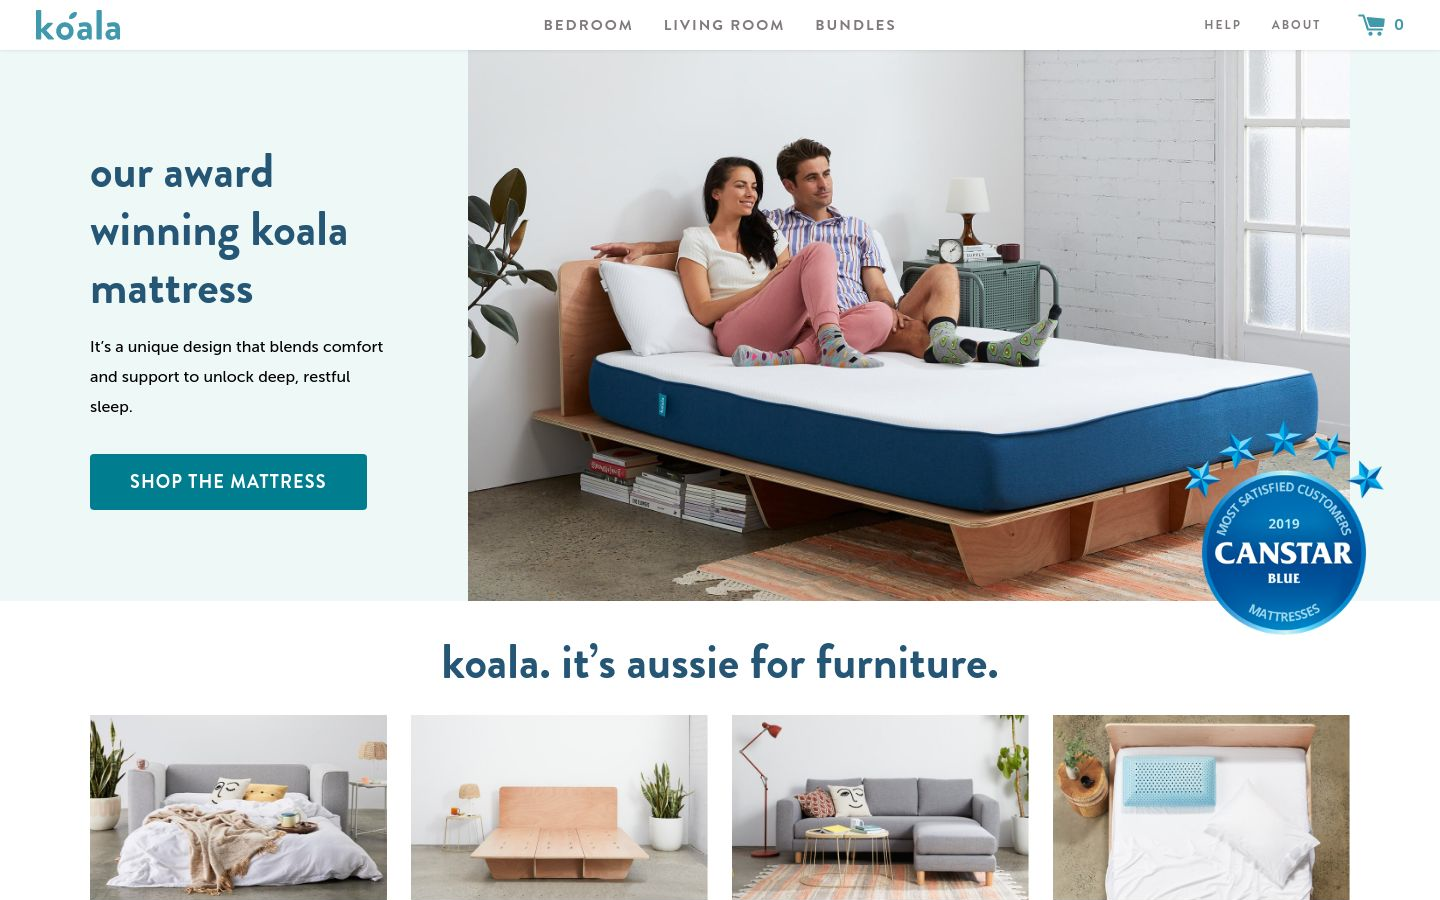 koala
BEDROOM LIVING ROOM BUNDLES
HELP ABOUT 0
our award
winning koala
mattress
It's a unique design that blends comfort
and support to unlock deep, restful
sleep.
SHOP THE MATTRESS
MOST SATISFIED CUSTOMERS
2019
CANSTAR
BLUE
MATTRESSES
koala. it's aussie for furniture.